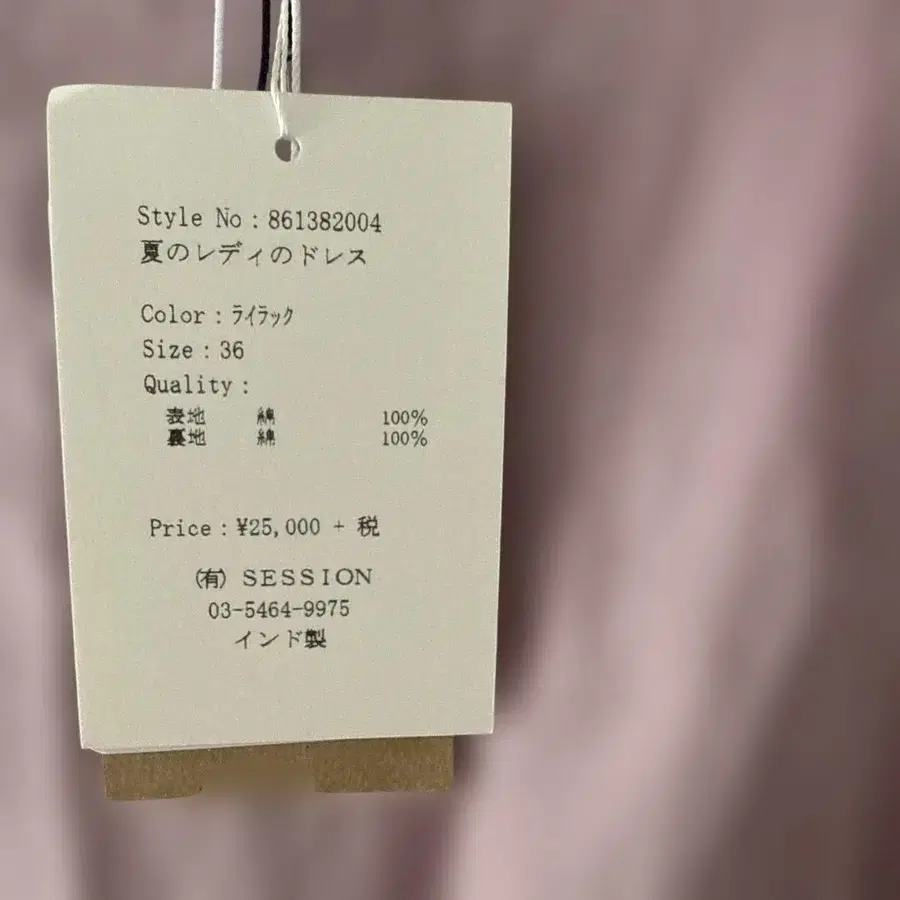 Style No : 861382004
夏のレディのドレス
Color : ﾗｲﾗｯｸ
Size : 36
Quality :
表地 綿 100%
裏地 綿 100%
Price : ¥25,000 + 税
㈲ SESSION
03-5464-9975
インド製